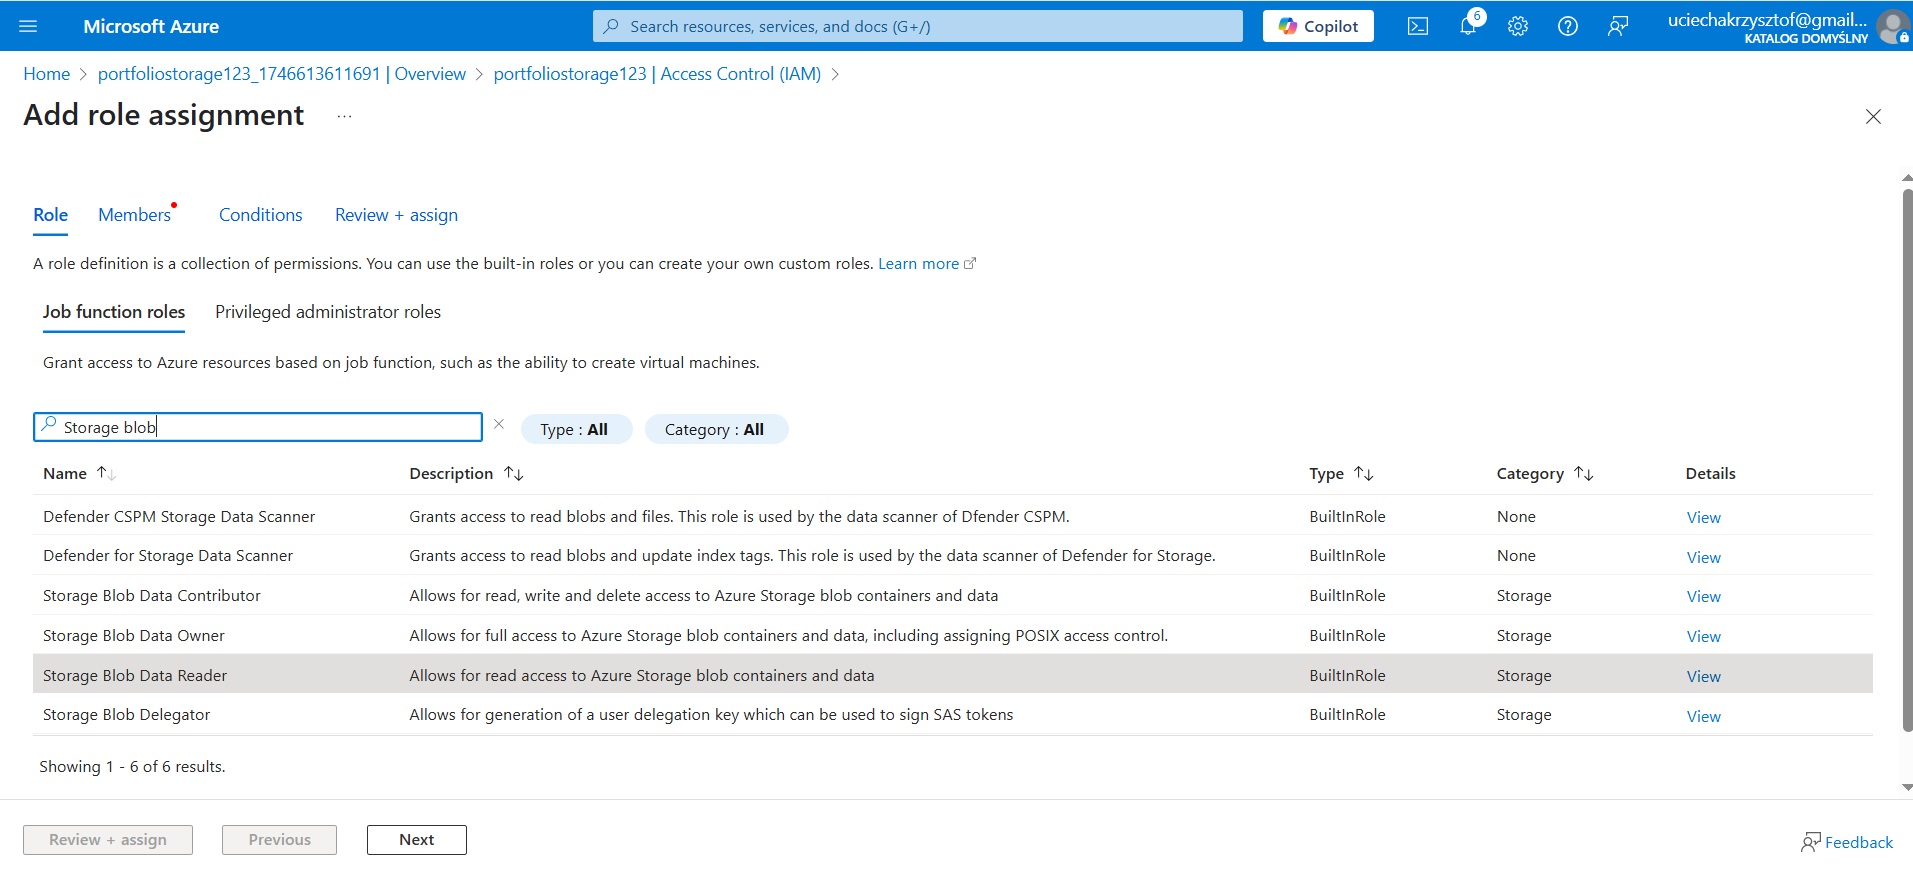 Microsoft Azure
Search resources, services, and docs (G+/)
Copilot
6
uciechakrzysztof@gmail...
KATALOG DOMYŚLNY
Home > portfoliostorage123_1746613611691 | Overview > portfoliostorage123 | Access Control (IAM) >
Add role assignment ...
Role Members Conditions Review + assign
A role definition is a collection of permissions. You can use the built-in roles or you can create your own custom roles. Learn more
Job function roles Privileged administrator roles
Grant access to Azure resources based on job function, such as the ability to create virtual machines.
Storage blob Type : All Category : All
Name Description Type Category Details
Defender CSPM Storage Data Scanner Grants access to read blobs and files. This role is used by the data scanner of Dfender CSPM. BuiltInRole None View
Defender for Storage Data Scanner Grants access to read blobs and update index tags. This role is used by the data scanner of Defender for Storage. BuiltInRole None View
Storage Blob Data Contributor Allows for read, write and delete access to Azure Storage blob containers and data BuiltInRole Storage View
Storage Blob Data Owner Allows for full access to Azure Storage blob containers and data, including assigning POSIX access control. BuiltInRole Storage View
Storage Blob Data Reader Allows for read access to Azure Storage blob containers and data BuiltInRole Storage View
Storage Blob Delegator Allows for generation of a user delegation key which can be used to sign SAS tokens BuiltInRole Storage View
Showing 1 - 6 of 6 results.
Review + assign Previous Next Feedback